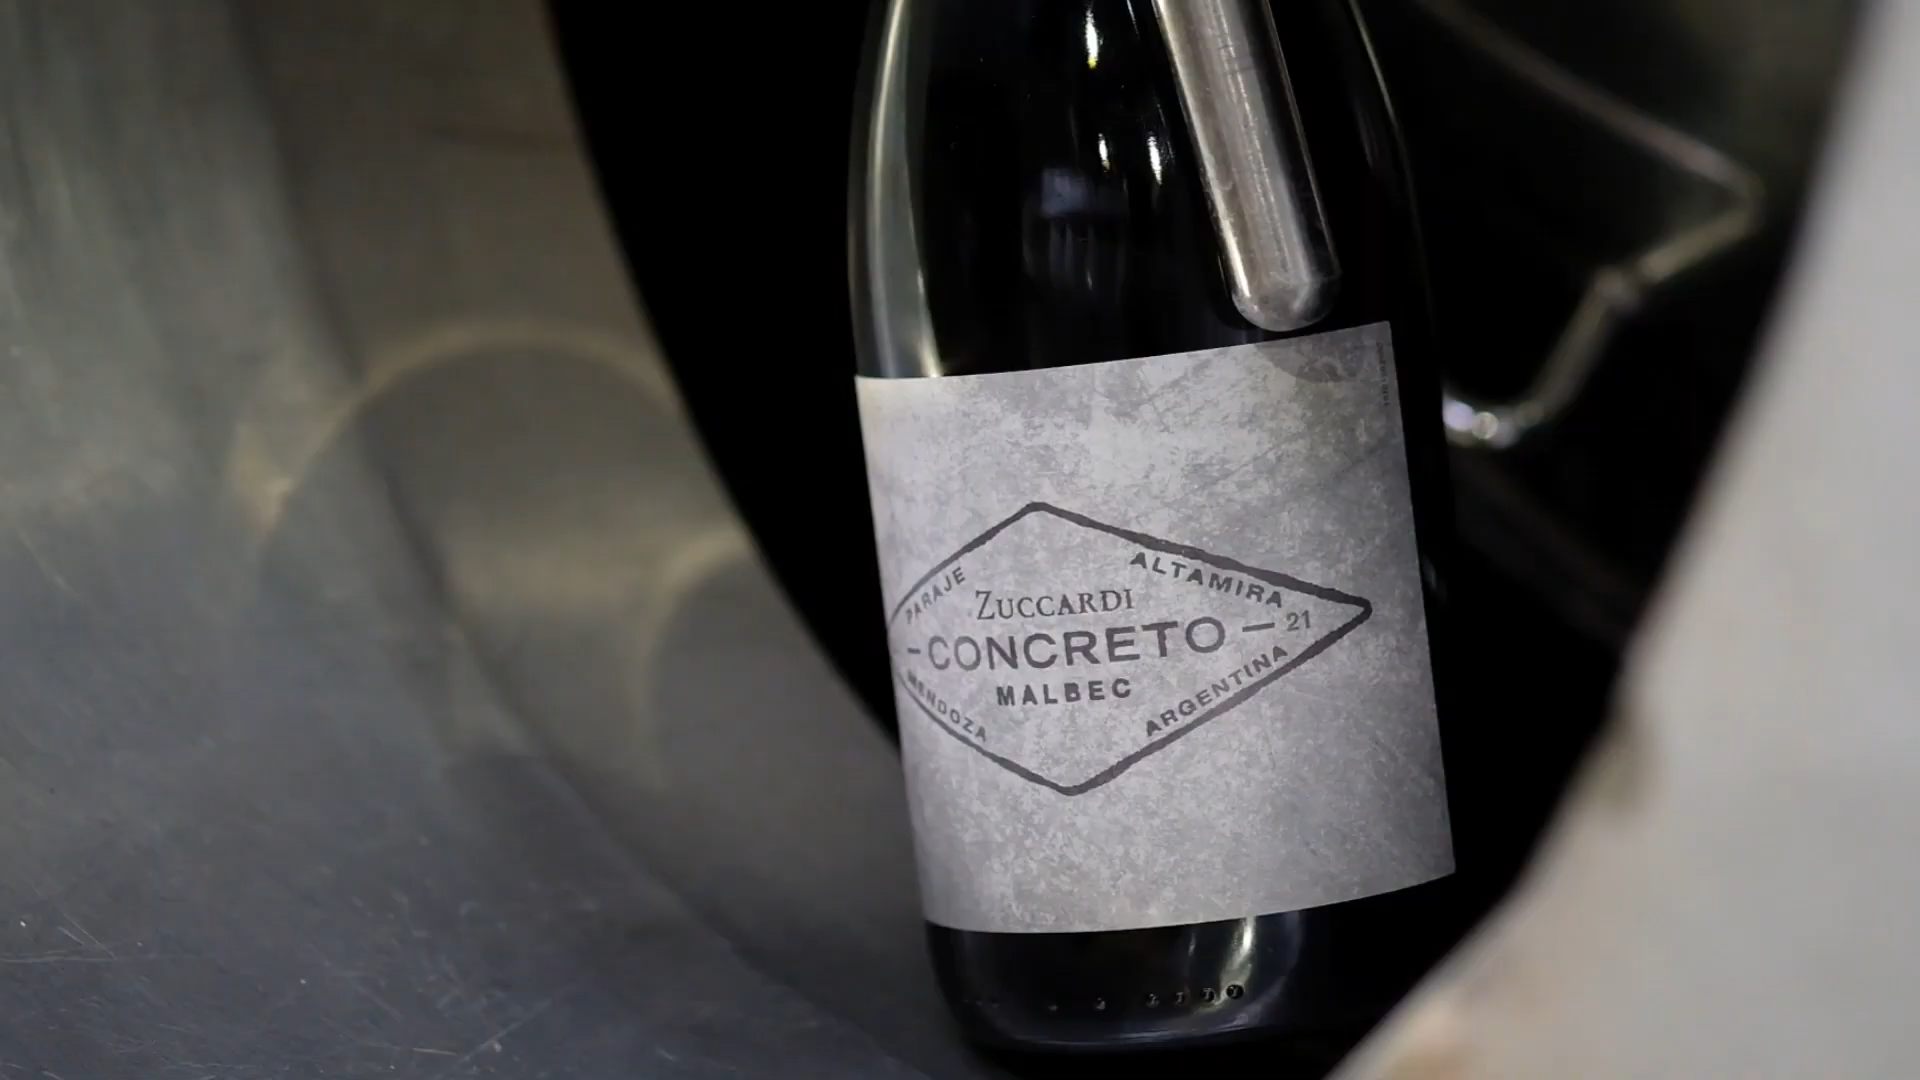 PARAJE ALTAMIRA
ZUCCARDI
- CONCRETO - 21
MALBEC
MENDOZA ARGENTINA